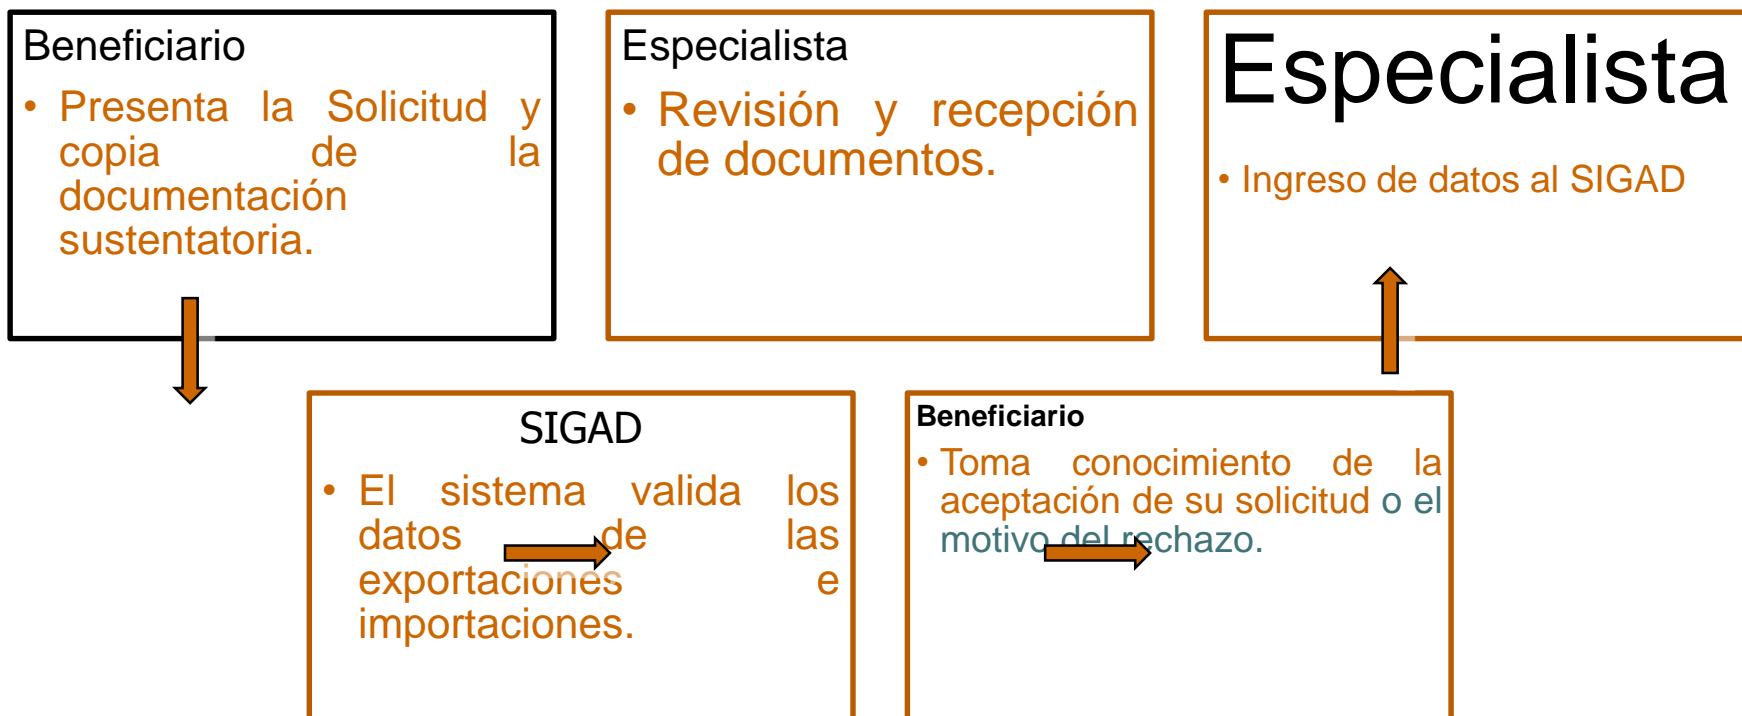 Beneficiario
• Presenta la Solicitud y
copia de la
documentación
sustentatoria.
Especialista
• Revisión y recepción
de documentos.
Especialista
• Ingreso de datos al SIGAD
SIGAD
• El sistema valida los
datos de las
exportaciones e
importaciones.
Beneficiario
• Toma conocimiento de la
aceptación de su solicitud o el
motivo del rechazo.